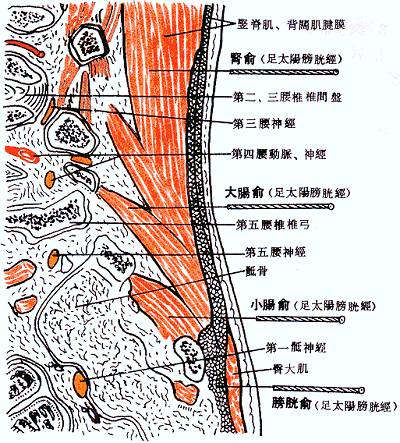 豎脊肌、背闊肌腱膜
腎俞(足太陽膀胱經)
第二、三腰椎椎間盤
第三腰神經
第四腰動脈、神經
大腸俞(足太陽膀胱經)
第五腰椎椎弓
第五腰神經
骶骨
小腸俞(足太陽膀胱經)
第一骶神經
臀大肌
膀胱俞(足太陽膀胱經)